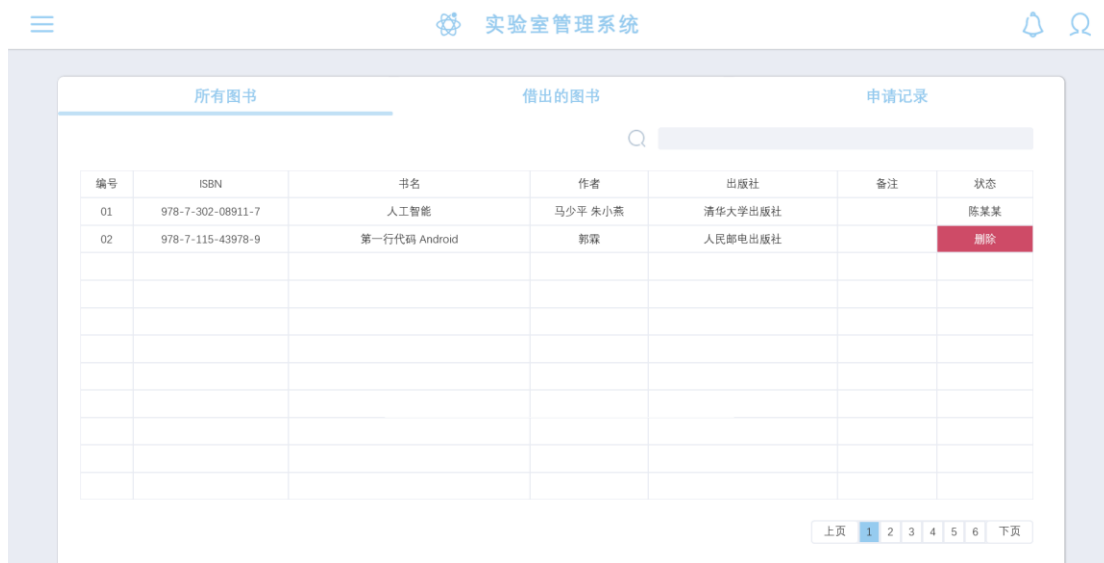 实验室管理系统
所有图书 借出的图书 申请记录
编号 ISBN 书名 作者 出版社 备注 状态
01 978-7-302-08911-7 人工智能 马少平 朱小燕 清华大学出版社 陈某某
02 978-7-115-43978-9 第一行代码 Android 郭霖 人民邮电出版社 删除
上页 1 2 3 4 5 6 下页